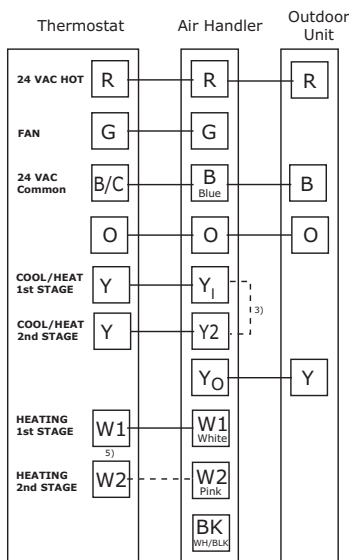 Thermostat Air Handler Outdoor
Unit
24 VAC HOT R R R
FAN G G
24 VAC
Common B/C B B
Blue
O O O
COOL/HEAT
1st STAGE Y YI
3)
COOL/HEAT
2nd STAGE Y Y2
YO Y
HEATING
1st STAGE W1 W1
White
5)
HEATING
2nd STAGE W2 W2
Pink
BK
WH/BLK